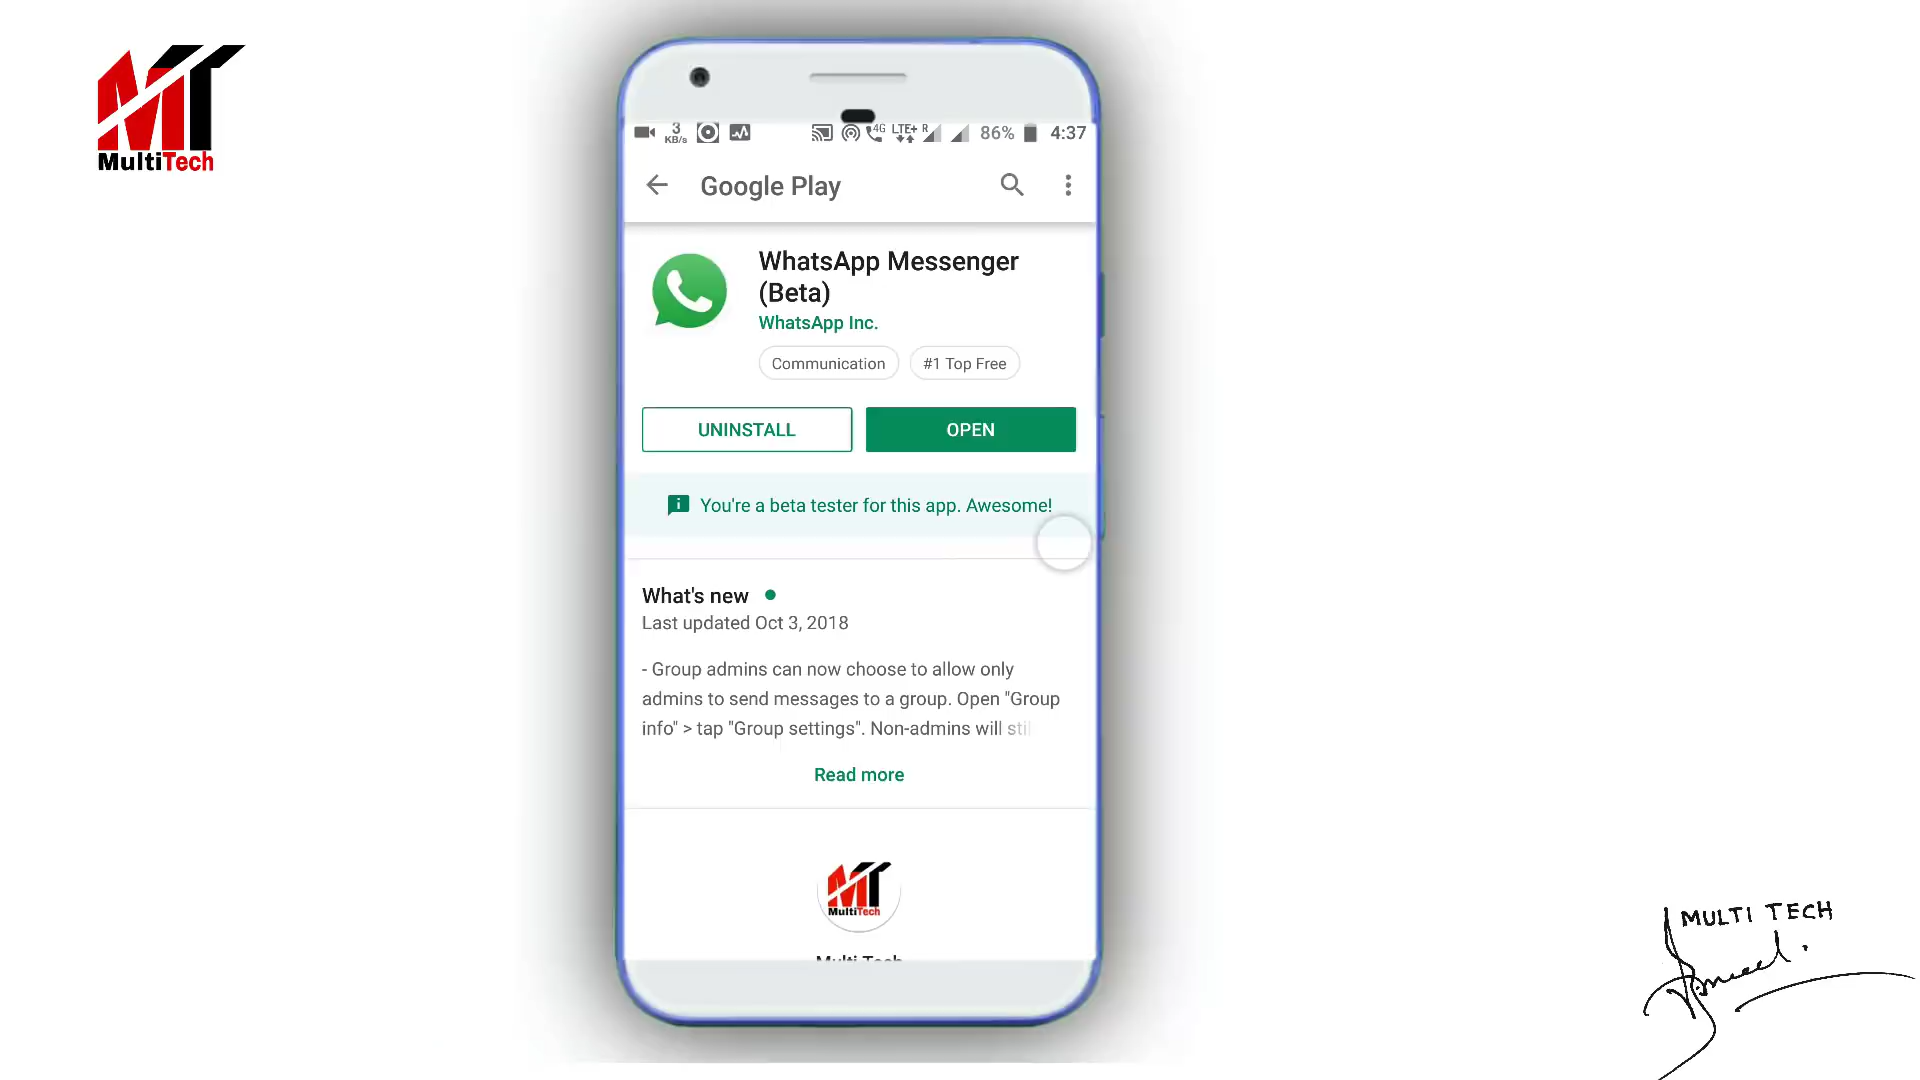 MultiTech
3
KB/s
4G LTE+ R 86% 4:37
Google Play
WhatsApp Messenger
(Beta)
WhatsApp Inc.
Communication #1 Top Free
UNINSTALL OPEN
You're a beta tester for this app. Awesome!
What's new
Last updated Oct 3, 2018
- Group admins can now choose to allow only
admins to send messages to a group. Open "Group
info" > tap "Group settings". Non-admins will still
Read more
MultiTech
Multi Tech
MULTI TECH